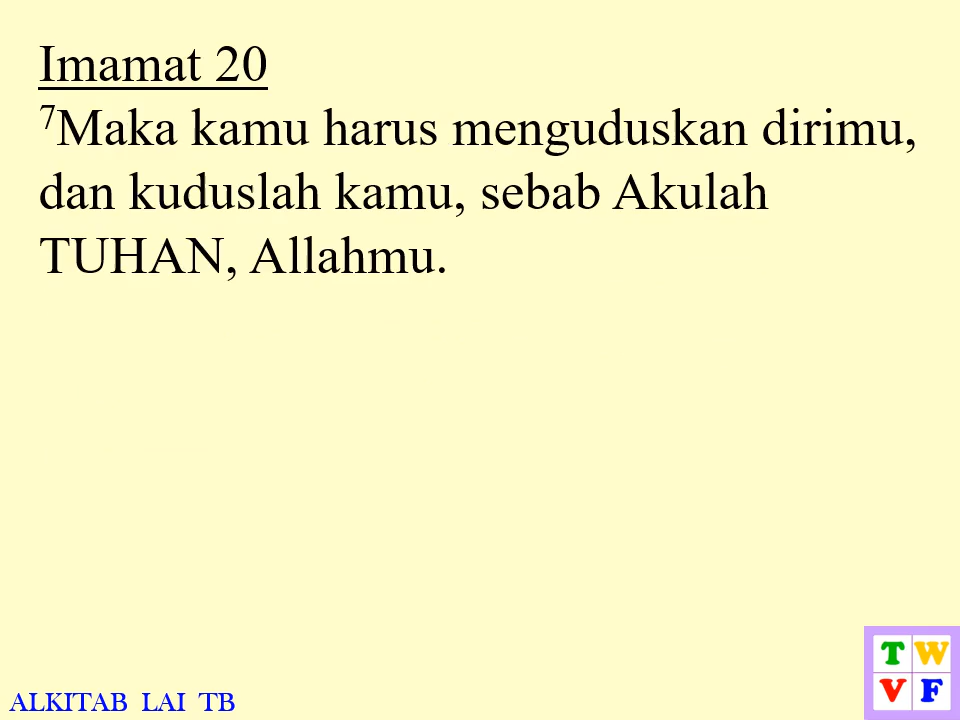 Imamat 20
⁷Maka kamu harus menguduskan dirimu,
dan kuduslah kamu, sebab Akulah
TUHAN, Allahmu.
T W
V F
ALKITAB LAI TB